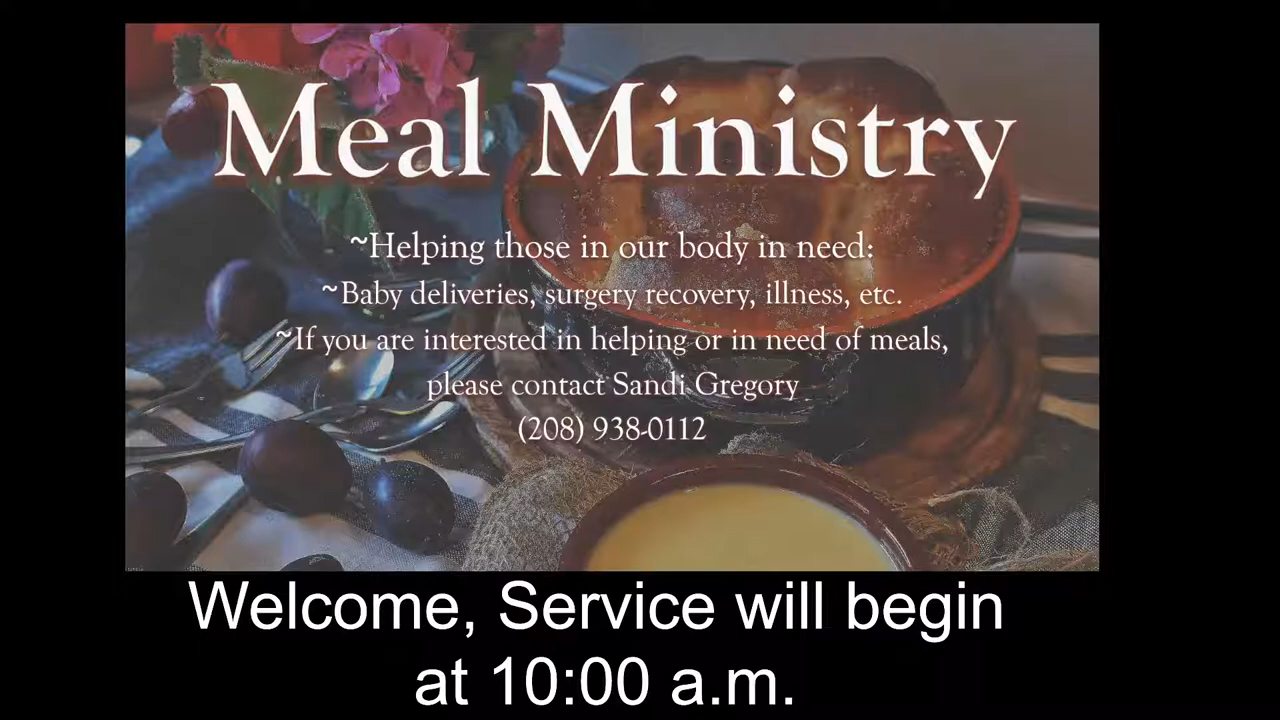 Meal Ministry
~Helping those in our body in need:
~Baby deliveries, surgery recovery, illness, etc.
~If you are interested in helping or in need of meals,
please contact Sandi Gregory
(208) 938-0112
Welcome, Service will begin
at 10:00 a.m.